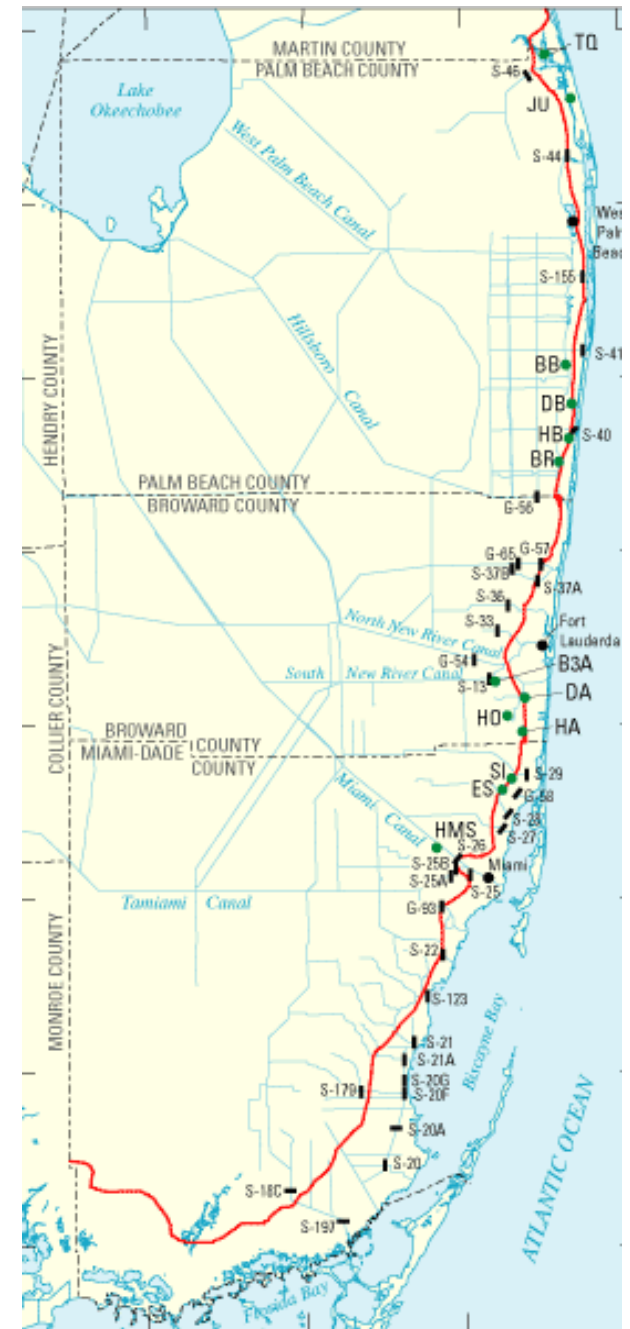 MARTIN COUNTY
PALM BEACH COUNTY
TQ
S-46
JU
Lake
Okeechobee
West Palm Beach Canal
S-44
West
Palm
Beac
S-155
Hillsboro
Canal
S-41
BB
DB
HB
S-40
BR
HENDRY COUNTY
PALM BEACH COUNTY
BROWARD COUNTY
G-56
G-65
G-57
S-37B
S-37A
S-36
S-33
North New River
Canal
Fort
Lauderda
G-54
B3A
South New River Canal
S-13
DA
HO
HA
COLLIER COUNTY
BROWARD COUNTY
MIAMI-DADE COUNTY
SI
S-29
ES
G-58
S-28
S-27
Miami
Canal
HMS
S-26
S-25B
Miami
S-25A
S-25
Tamiami Canal
G-93
MONROE COUNTY
S-22
S-123
Biscayne Bay
S-21
S-21A
S-20G
S-179
S-20F
S-20A
S-20
S-18C
S-197
ATLANTIC OCEAN
Florida Bay